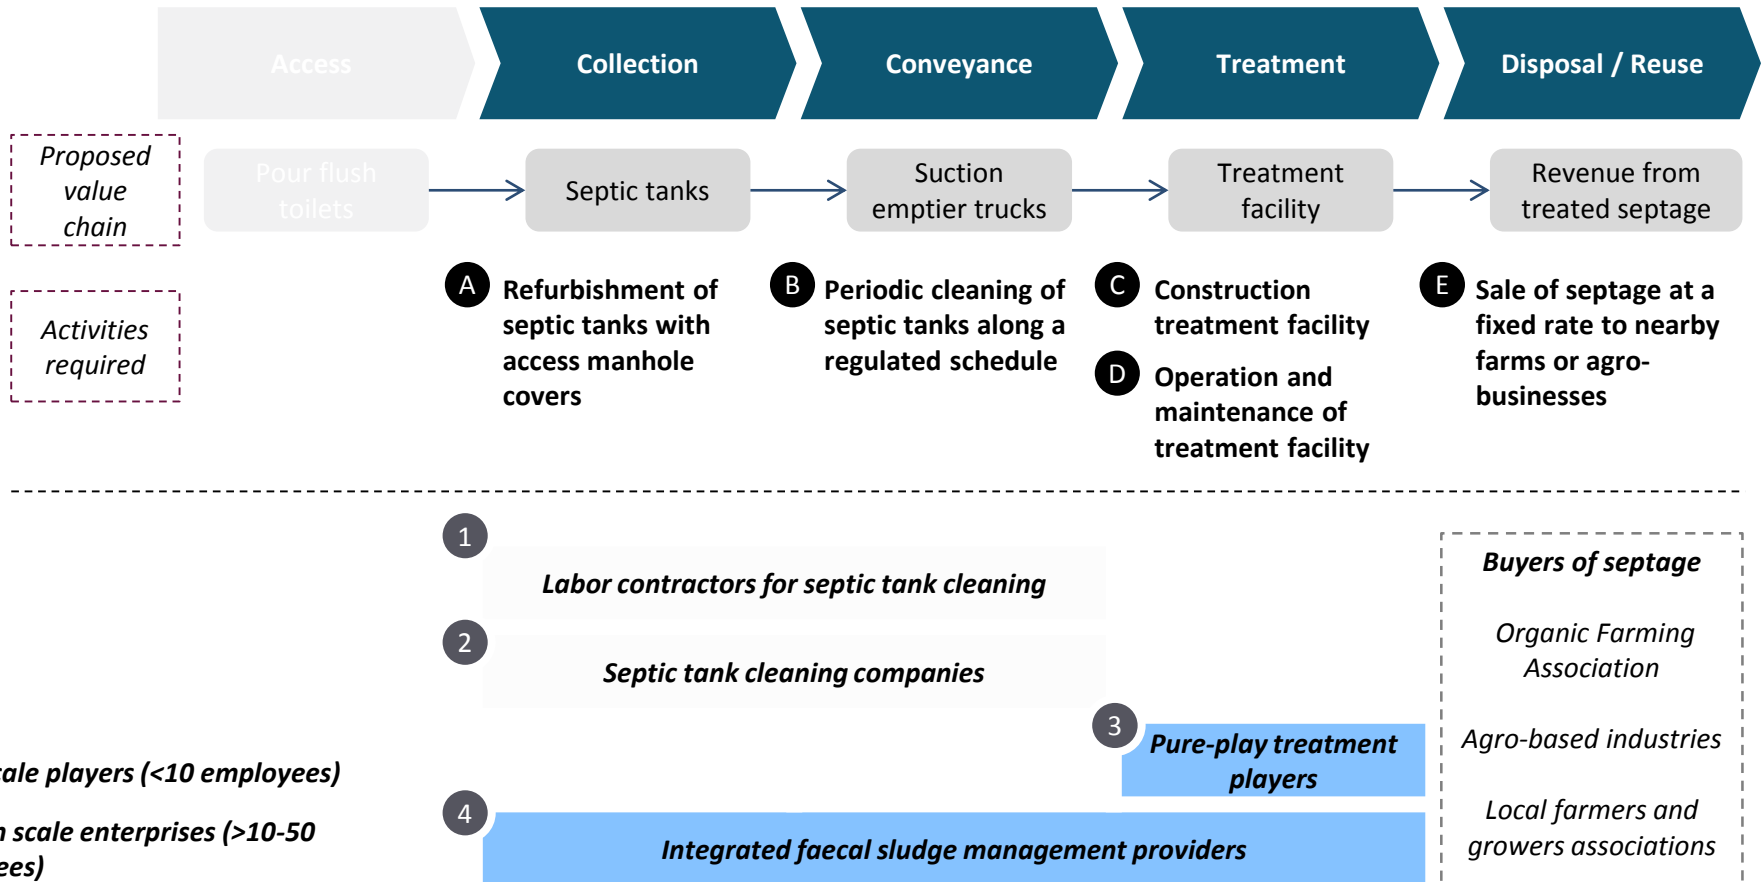 Access
Collection
Conveyance
Treatment
Disposal / Reuse
Proposed
value
chain
Pour flush
toilets
Septic tanks
Suction
emptier trucks
Treatment
facility
Revenue from
treated septage
Activities
required
A
Refurbishment of
septic tanks with
access manhole
covers
B
Periodic cleaning of
septic tanks along a
regulated schedule
C
Construction
treatment facility
D
Operation and
maintenance of
treatment facility
E
Sale of septage at a
fixed rate to nearby
farms or agro-
businesses
1
Labor contractors for septic tank cleaning
2
Septic tank cleaning companies
3
Pure-play treatment
players
4
Integrated faecal sludge management providers
Buyers of septage
Organic Farming
Association
Agro-based industries
Local farmers and
growers associations
players (<10 employees)
scale enterprises (>10-50